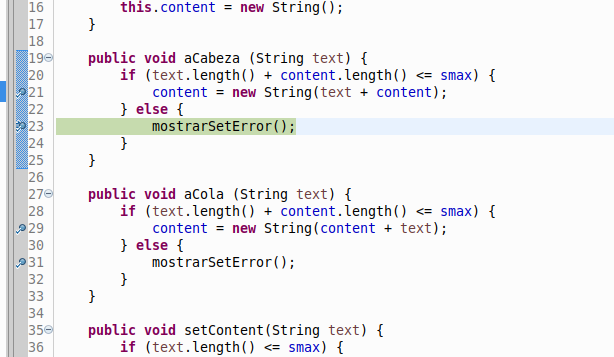 16 this.content = new String();
17 }
18
19 public void aCabeza (String text) {
20 if (text.length() + content.length() <= smax) {
21 content = new String(text + content);
22 } else {
23 mostrarSetError();
24 }
25 }
26
27 public void aCola (String text) {
28 if (text.length() + content.length() <= smax) {
29 content = new String(content + text);
30 } else {
31 mostrarSetError();
32 }
33 }
34
35 public void setContent(String text) {
36 if (text.length() <= smax) {